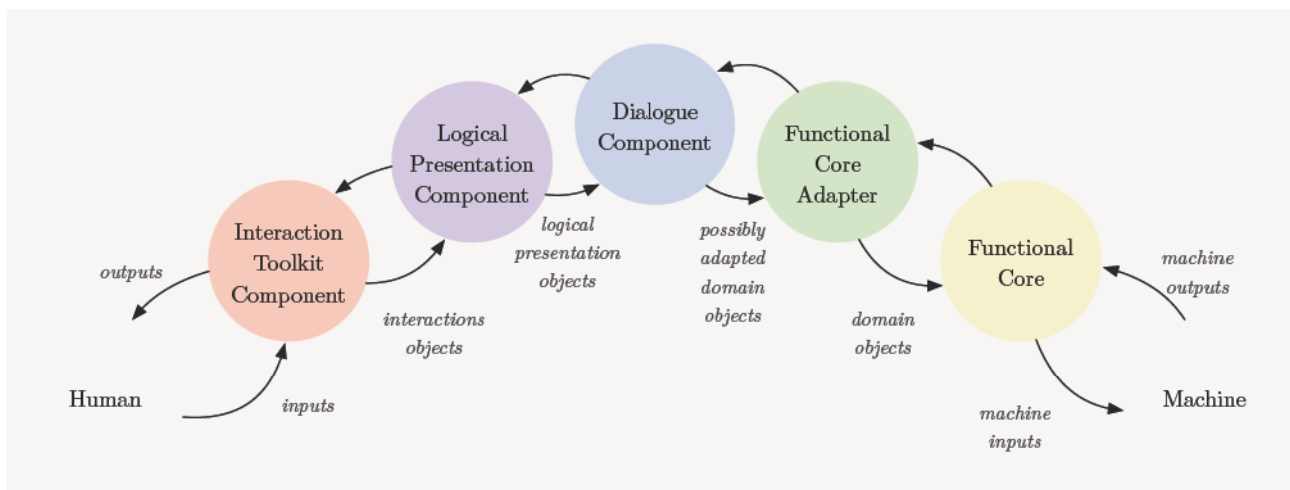 Dialogue
Component
Logical
Presentation
Component
Functional
Core
Adapter
Interaction
Toolkit
Component
Functional
Core
logical
presentation
objects
possibly
adapted
domain
objects
outputs
machine
outputs
interactions
objects
domain
objects
Human
inputs
machine
inputs
Machine